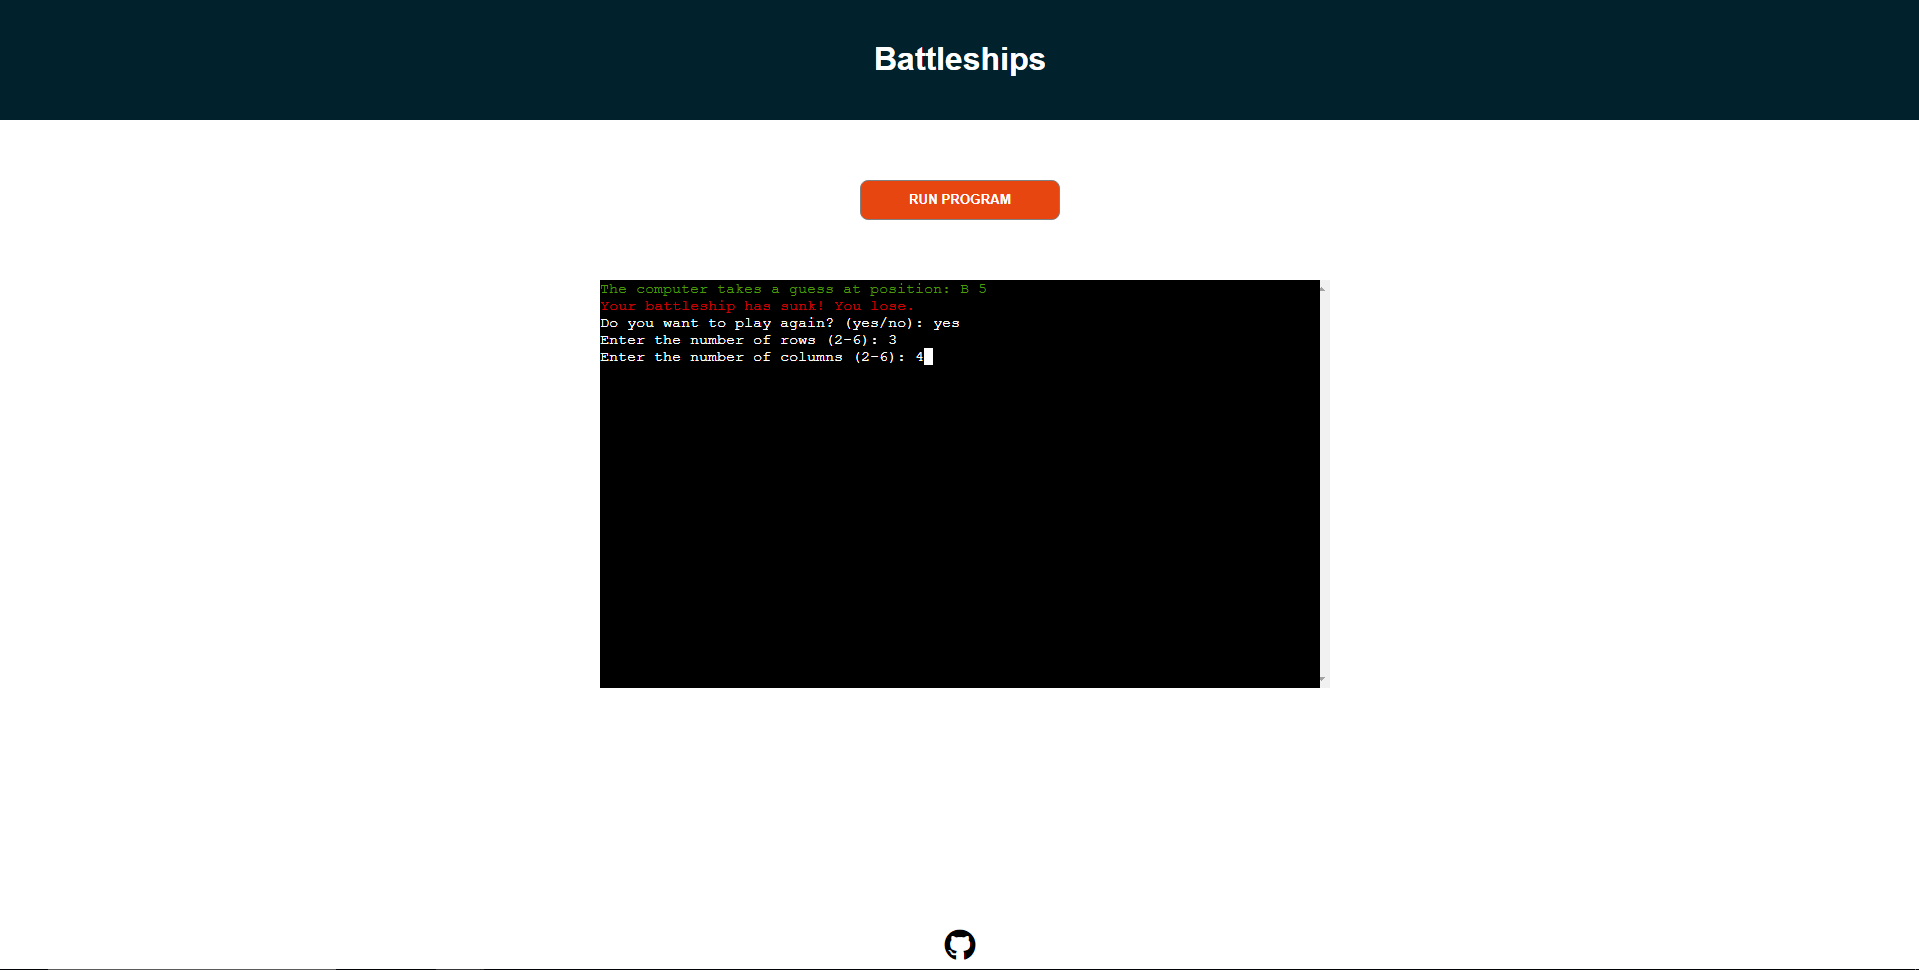 Battleships
RUN PROGRAM
The computer takes a guess at position: B 5
Your battleship has sunk! You lose.
Do you want to play again? (yes/no): yes
Enter the number of rows (2-6): 3
Enter the number of columns (2-6): 4